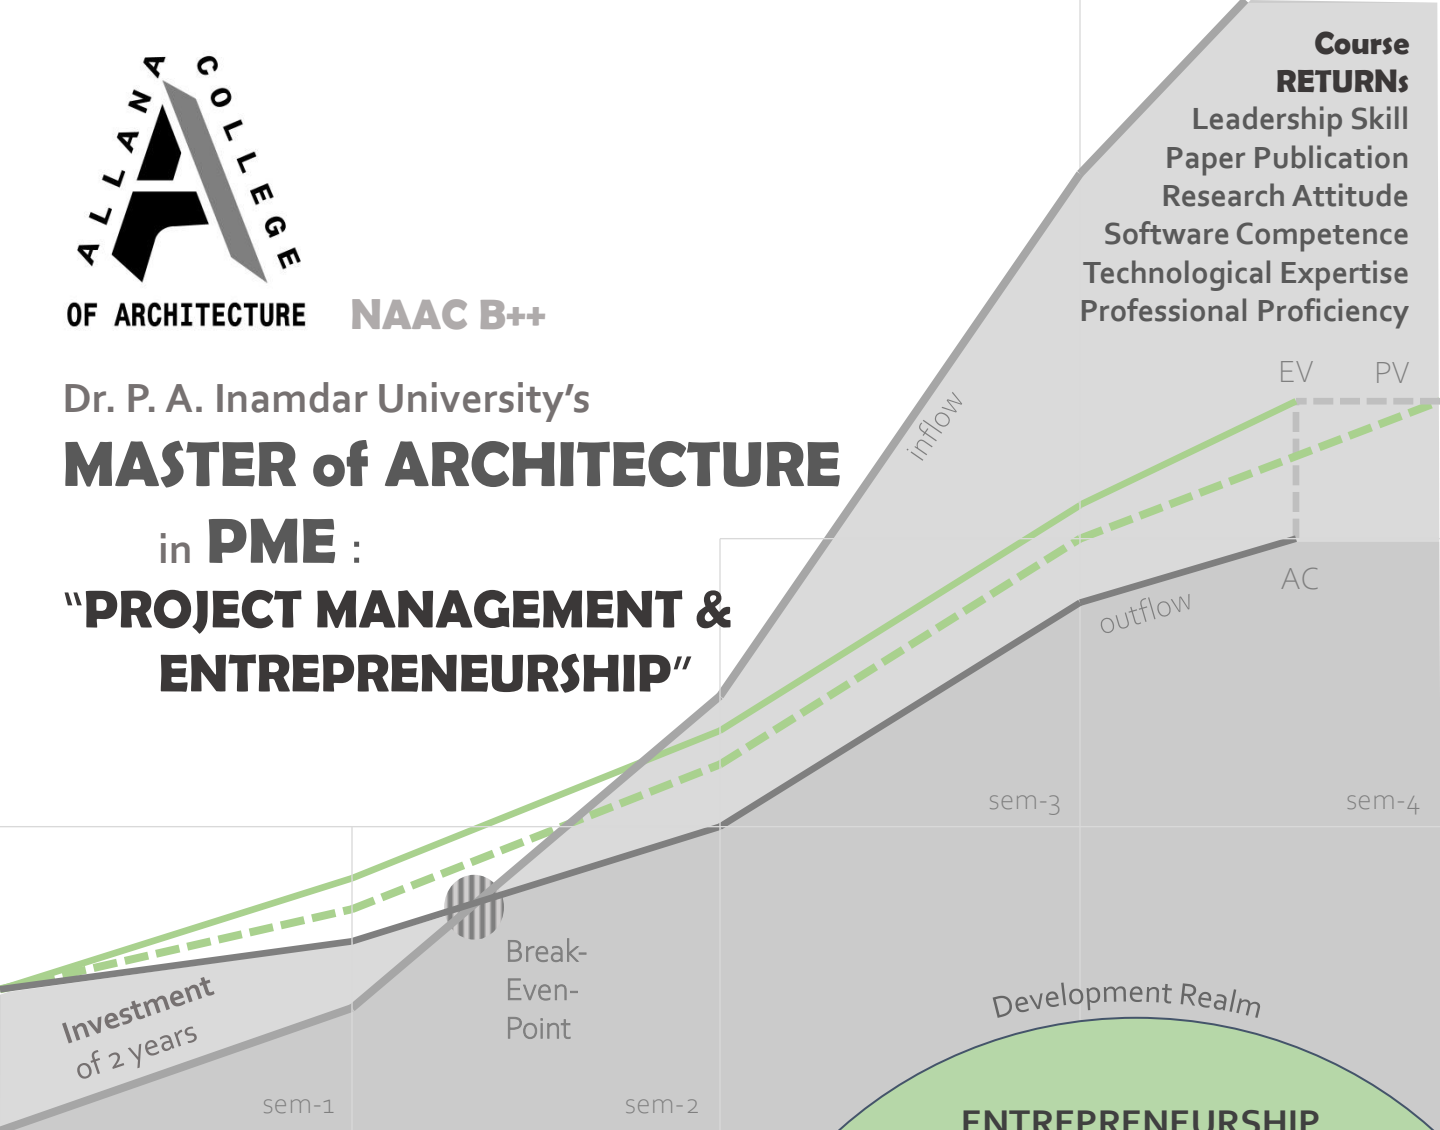 ALLANA COLLEGE
OF ARCHITECTURE
NAAC B++
Dr. P. A. Inamdar University’s
MASTER of ARCHITECTURE
in PME :
“PROJECT MANAGEMENT &
ENTREPRENEURSHIP”
Course
RETURNs
Leadership Skill
Paper Publication
Research Attitude
Software Competence
Technological Expertise
Professional Proficiency
EV
PV
inflow
AC
outflow
sem-3
sem-4
Break-
Even-
Point
Investment
of 2 years
sem-1
sem-2
Development Realm
ENTREPRENEURSHIP